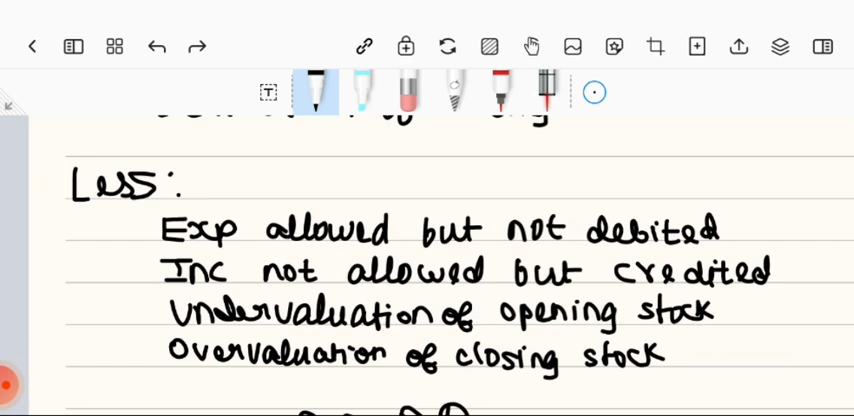 Less:
Exp allowed but not debited
Inc not allowed but credited
Undervaluation of opening stock
Overvaluation of closing stock